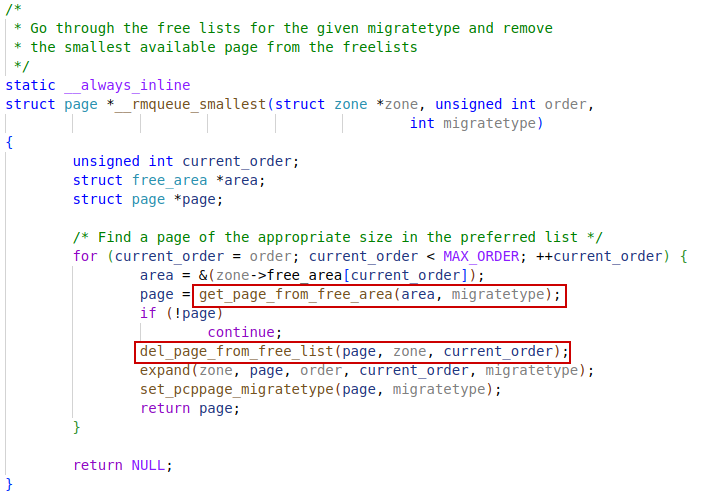 /*
 * Go through the free lists for the given migratetype and remove
 * the smallest available page from the freelists
 */
static __always_inline
struct page *__rmqueue_smallest(struct zone *zone, unsigned int order,
                                                int migratetype)
{
        unsigned int current_order;
        struct free_area *area;
        struct page *page;

        /* Find a page of the appropriate size in the preferred list */
        for (current_order = order; current_order < MAX_ORDER; ++current_order) {
                area = &(zone->free_area[current_order]);
                page = get_page_from_free_area(area, migratetype);
                if (!page)
                        continue;
                del_page_from_free_list(page, zone, current_order);
                expand(zone, page, order, current_order, migratetype);
                set_pcppage_migratetype(page, migratetype);
                return page;
        }

        return NULL;
}